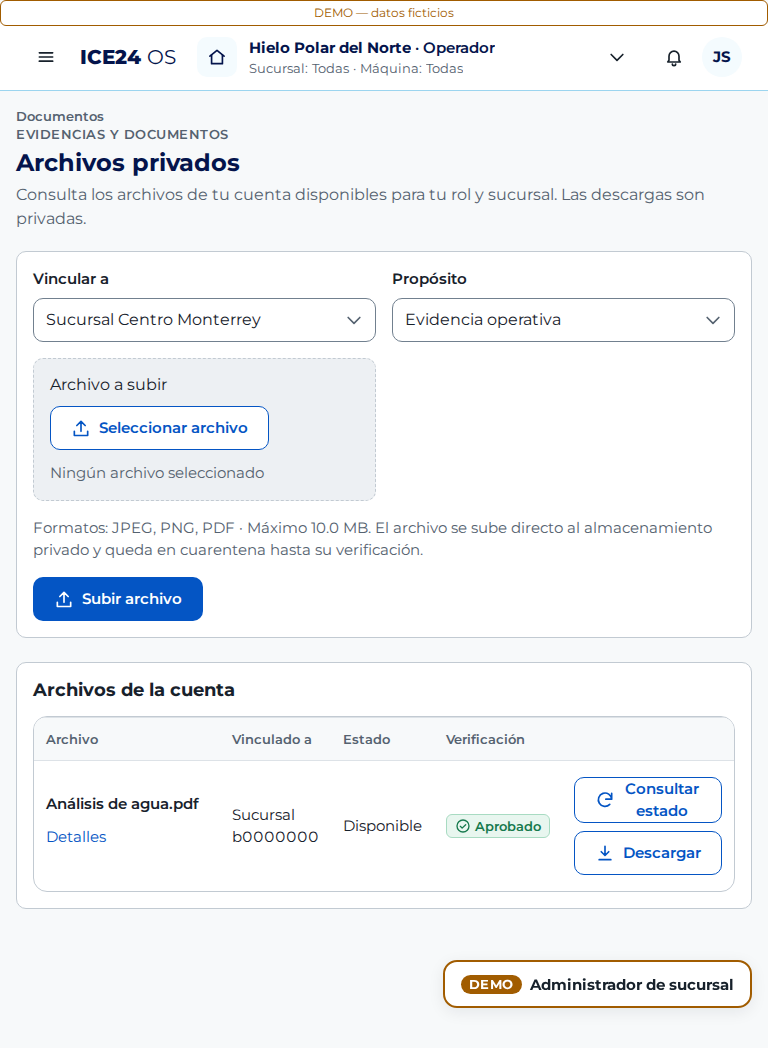 DEMO — datos ficticios
ICE24 OS
Hielo Polar del Norte · Operador
Sucursal: Todas · Máquina: Todas
JS
Documentos
EVIDENCIAS Y DOCUMENTOS
Archivos privados
Consulta los archivos de tu cuenta disponibles para tu rol y sucursal. Las descargas son
privadas.
Vincular a
Propósito
Sucursal Centro Monterrey
Evidencia operativa
Archivo a subir
Seleccionar archivo
Ningún archivo seleccionado
Formatos: JPEG, PNG, PDF · Máximo 10.0 MB. El archivo se sube directo al almacenamiento
privado y queda en cuarentena hasta su verificación.
Subir archivo
Archivos de la cuenta
Archivo Vinculado a Estado Verificación
Análisis de agua.pdf
Detalles
Sucursal
b0000000
Disponible
Aprobado
Consultar
estado
Descargar
DEMO Administrador de sucursal